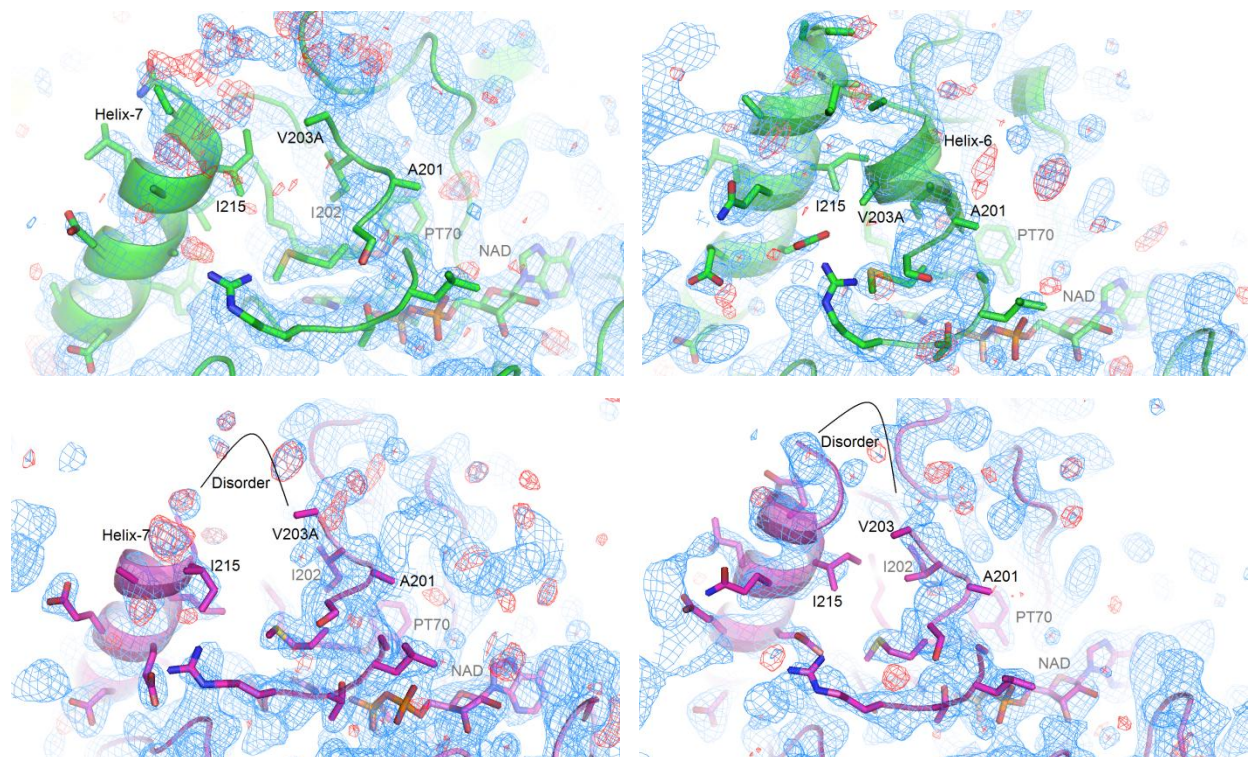 Helix-7
V203A
A201
I215
I202
PT70
NAD
Helix-6
I215
V203A
A201
PT70
NAD
Disorder
Helix-7
V203A
I215
I202
A201
PT70
NAD
Disorder
V203
I202
A201
I215
PT70
NAD